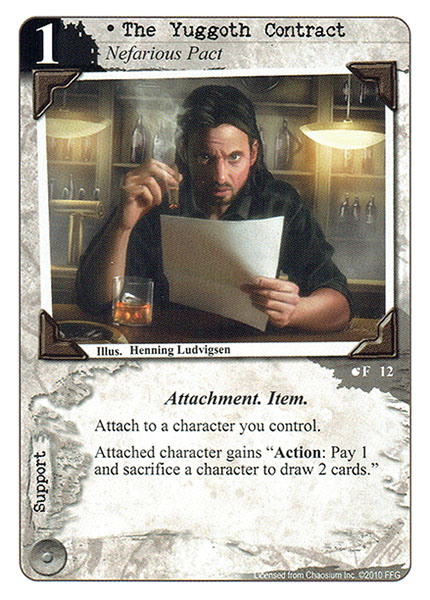 1
• The Yuggoth Contract
Nefarious Pact
Illus. Henning Ludvigsen
F 12
Attachment. Item.
Attach to a character you control.
Attached character gains “Action: Pay 1
and sacrifice a character to draw 2 cards.”
Support
Licensed from Chaosium Inc. ©2010 FFG